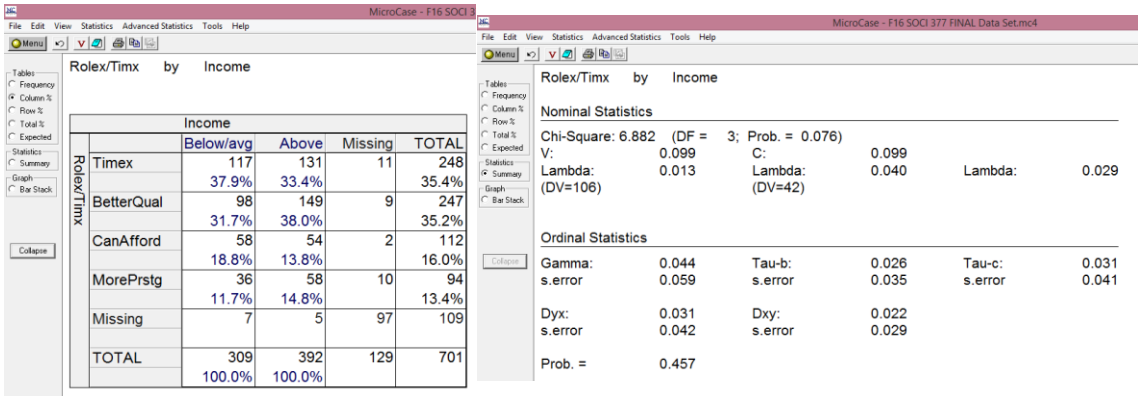 MicroCase - F16 SOCI 3
File Edit View Statistics Advanced Statistics Tools Help
Menu
Tables
Frequency
Column %
Row %
Total %
Expected
Statistics
Summary
Graph
Bar Stack
Collapse
Rolex/Timx by Income
Income
Below/avg Above Missing TOTAL
Rolex/Timx
Timex 117 131 11 248
37.9% 33.4% 35.4%
BetterQual 98 149 9 247
31.7% 38.0% 35.2%
CanAfford 58 54 2 112
18.8% 13.8% 16.0%
MorePrstg 36 58 10 94
11.7% 14.8% 13.4%
Missing 7 5 97 109
TOTAL 309 392 129 701
100.0% 100.0%
MicroCase - F16 SOCI 377 FINAL Data Set.mc4
File Edit View Statistics Advanced Statistics Tools Help
Menu
Tables
Frequency
Column %
Row %
Total %
Expected
Statistics
Summary
Graph
Bar Stack
Collapse
Rolex/Timx by Income
Nominal Statistics
Chi-Square: 6.882 (DF = 3; Prob. = 0.076)
V: 0.099 C: 0.099
Lambda: 0.013 Lambda: 0.040 Lambda: 0.029
(DV=106) (DV=42)
Ordinal Statistics
Gamma: 0.044 Tau-b: 0.026 Tau-c: 0.031
s.error 0.059 s.error 0.035 s.error 0.041
Dyx: 0.031 Dxy: 0.022
s.error 0.042 s.error 0.029
Prob. = 0.457